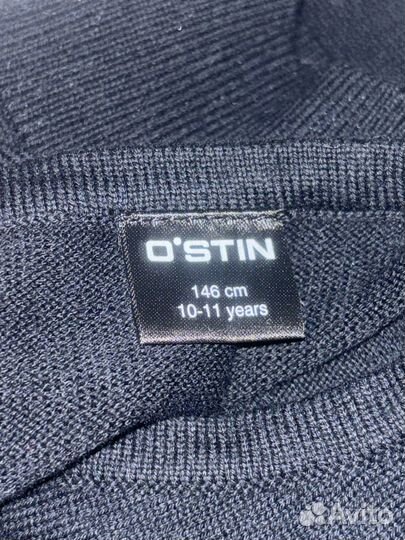 O'STIN
146 cm
10-11 years
Avito